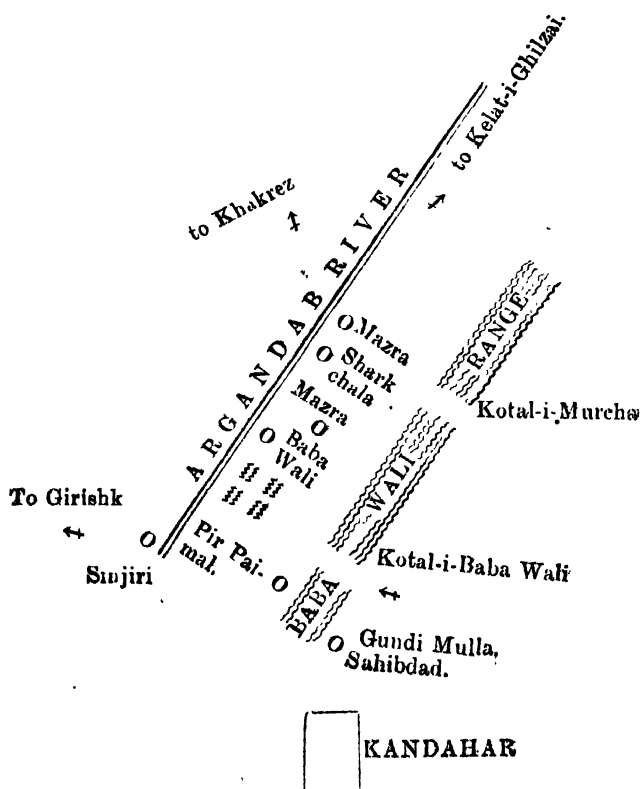 to Kelat-i-Ghilzai.
to Khakrez
ARGANDAB RIVER
Mazra
Shark
chala
Mazra
Baba
Wali
RANGE
Kotal-i-Murcha
WALI
To Girishk
Sinjiri
Pir Pai-
mal.
Kotal-i-Baba Wali
BABA
Gundi Mulla,
Sahibdad.
KANDAHAR